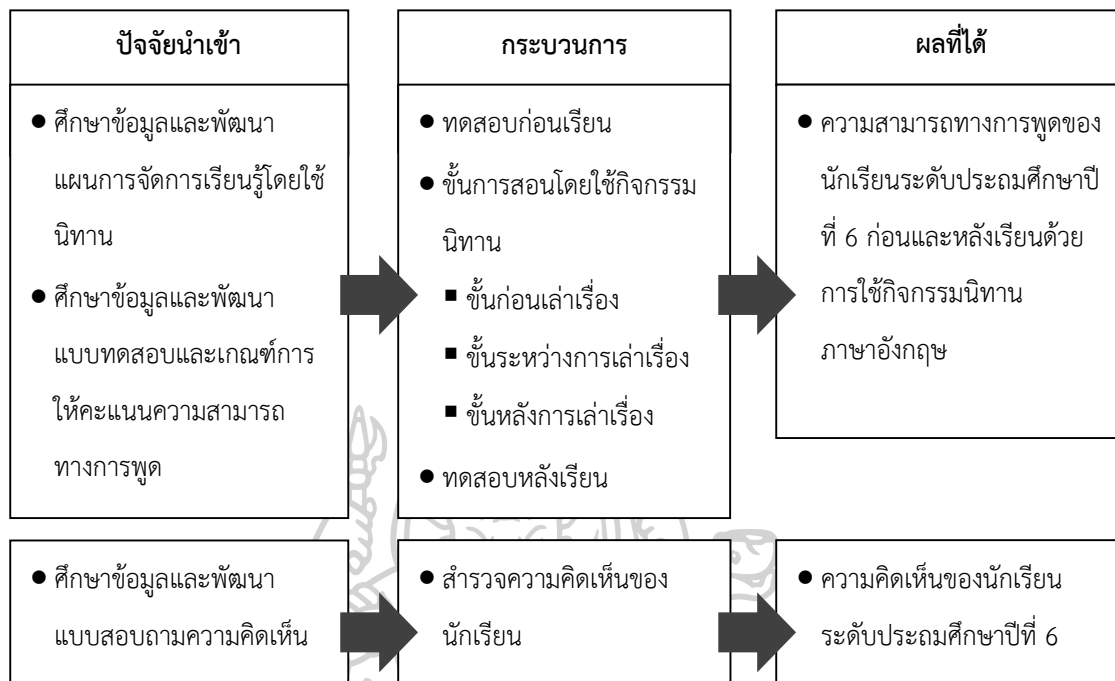 ปัจจัยนำเข้า
● ศึกษาข้อมูลและพัฒนา
แผนการจัดการเรียนรู้โดยใช้
นิทาน
● ศึกษาข้อมูลและพัฒนา
แบบทดสอบและเกณฑ์การ
ให้คะแนนความสามารถ
ทางการพูด
กระบวนการ
● ทดสอบก่อนเรียน
● ขั้นการสอนโดยใช้กิจกรรม
นิทาน
■ ขั้นก่อนเล่าเรื่อง
■ ขั้นระหว่างการเล่าเรื่อง
■ ขั้นหลังการเล่าเรื่อง
● ทดสอบหลังเรียน
ผลที่ได้
● ความสามารถทางการพูดของ
นักเรียนระดับประถมศึกษาปี
ที่ 6 ก่อนและหลังเรียนด้วย
การใช้กิจกรรมนิทาน
ภาษาอังกฤษ
● ศึกษาข้อมูลและพัฒนา
แบบสอบถามความคิดเห็น
● สำรวจความคิดเห็นของ
นักเรียน
● ความคิดเห็นของนักเรียน
ระดับประถมศึกษาปีที่ 6